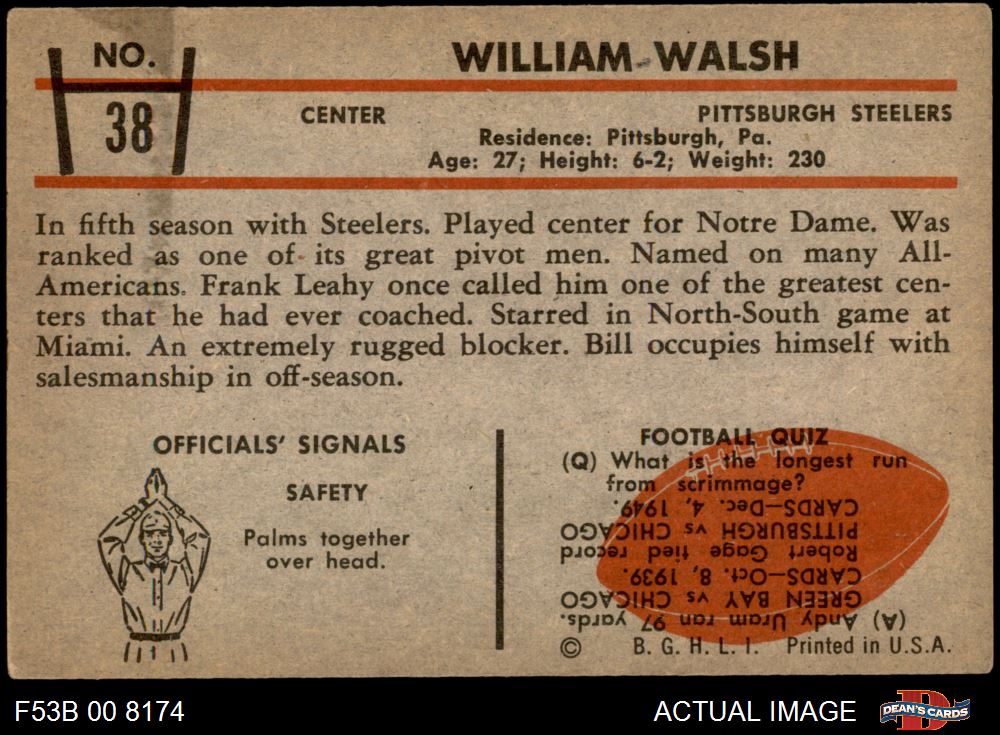 NO.
38
WILLIAM WALSH
CENTER
PITTSBURGH STEELERS
Residence: Pittsburgh, Pa.
Age: 27; Height: 6-2; Weight: 230
In fifth season with Steelers. Played center for Notre Dame. Was
ranked as one of its great pivot men. Named on many All-
Americans. Frank Leahy once called him one of the greatest cen-
ters that he had ever coached. Starred in North-South game at
Miami. An extremely rugged blocker. Bill occupies himself with
salesmanship in off-season.
OFFICIALS' SIGNALS
SAFETY
Palms together
over head.
FOOTBALL QUIZ
(Q) What is the longest run
from scrimmage?
(A) Andy Uram ran 97 yards.
GREEN BAY vs CHICAGO
CARDS—Oct. 8, 1939.
Robert Gage tied record
PITTSBURGH vs CHICAGO
CARDS—Dec. 4, 1949.
© B. G. H. L. I. Printed in U.S.A.
F53B 00 8174
ACTUAL IMAGE
D
DEAN'S CARDS